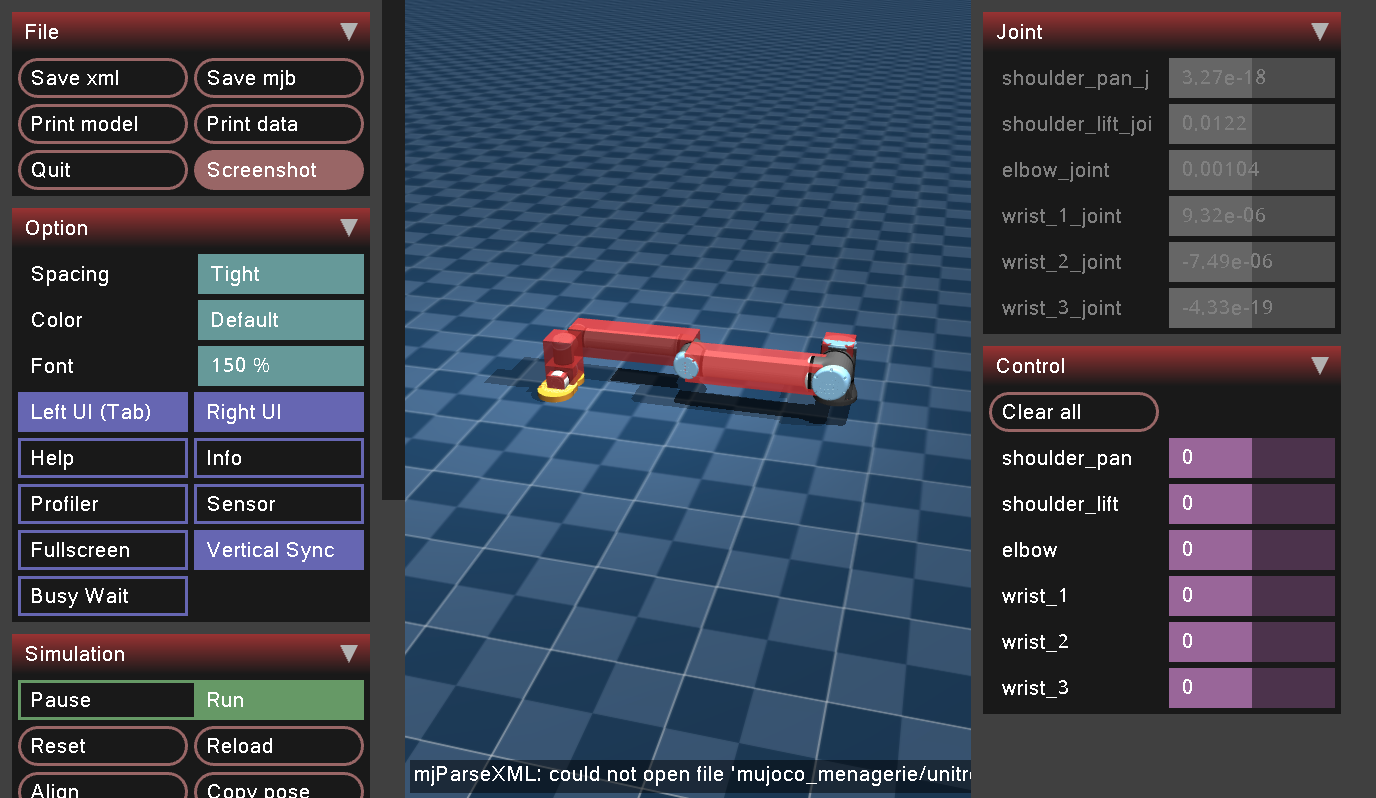 File
Save xml
Save mjb
Print model
Print data
Quit
Screenshot
Option
Spacing
Tight
Color
Default
Font
150 %
Left UI (Tab)
Right UI
Help
Info
Profiler
Sensor
Fullscreen
Vertical Sync
Busy Wait
Simulation
Pause
Run
Reset
Reload
Align
Copy pose
mjParseXML: could not open file 'mujoco_menagerie/unitr
Joint
shoulder_pan_j
3.27e-18
shoulder_lift_joi
0.0122
elbow_joint
0.00104
wrist_1_joint
9.32e-06
wrist_2_joint
-7.49e-06
wrist_3_joint
-4.33e-19
Control
Clear all
shoulder_pan
0
shoulder_lift
0
elbow
0
wrist_1
0
wrist_2
0
wrist_3
0